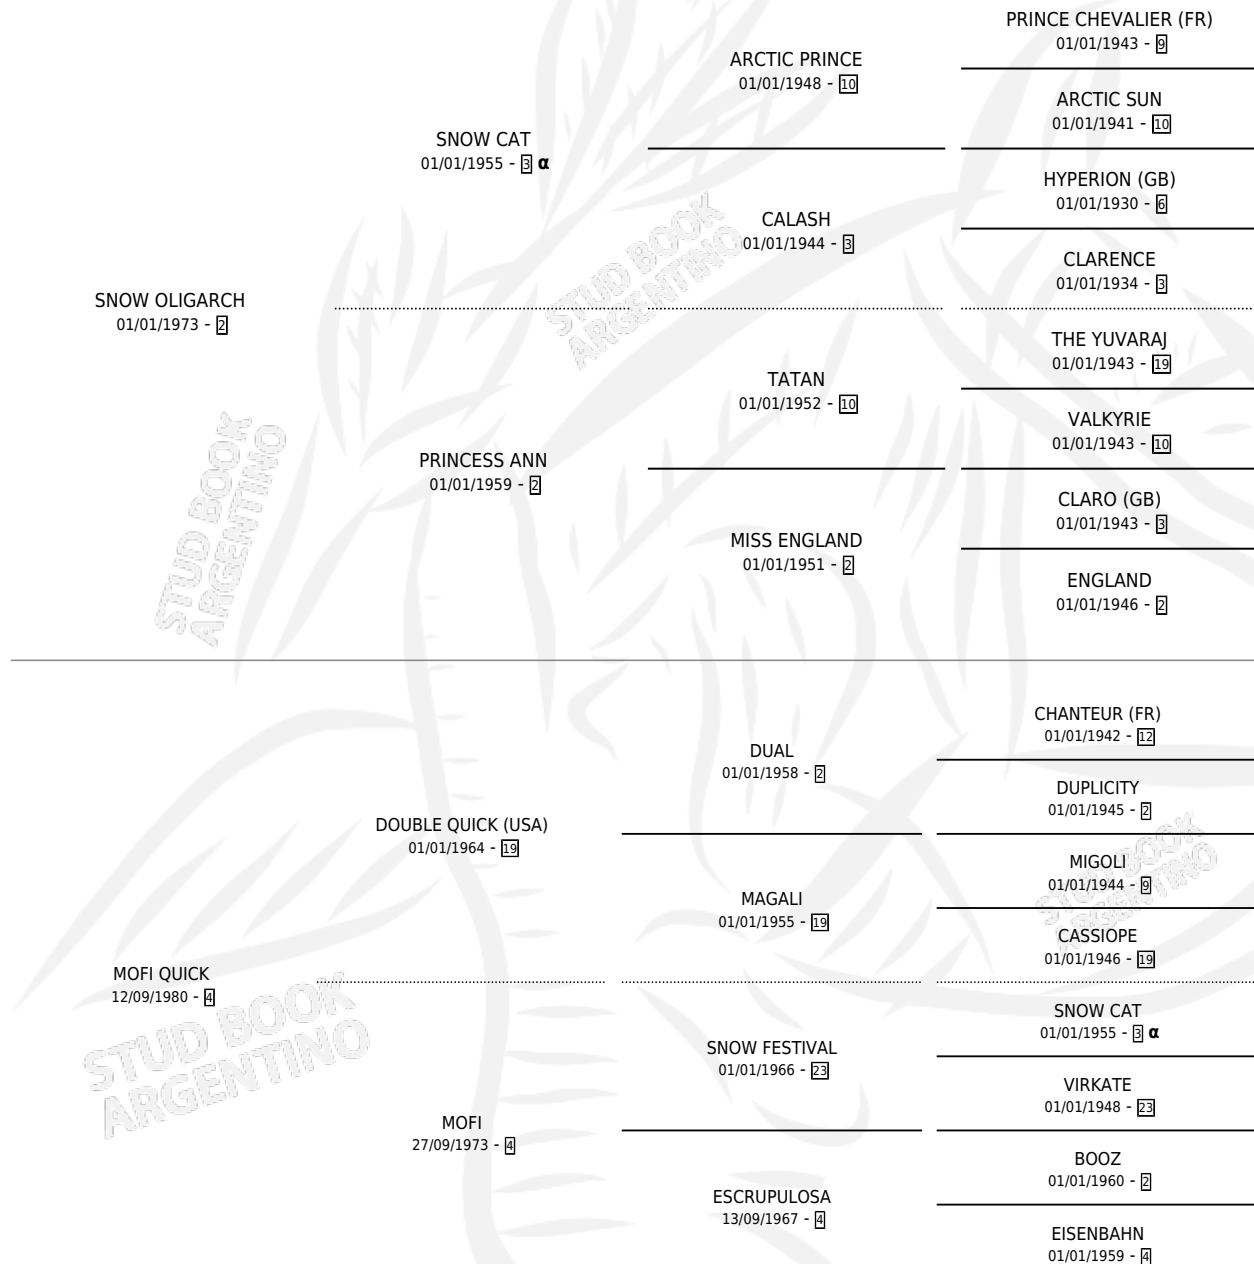 PRINCE CHEVALIER (FR)
01/01/1943 - 9
ARCTIC PRINCE
01/01/1948 - 10
ARCTIC SUN
01/01/1941 - 10
SNOW CAT
01/01/1955 - 3 α
HYPERION (GB)
01/01/1930 - 6
CALASH
01/01/1944 - 3
CLARENCE
01/01/1934 - 3
SNOW OLIGARCH
01/01/1973 - 2
THE YUVARAJ
01/01/1943 - 19
TATAN
01/01/1952 - 10
VALKYRIE
01/01/1943 - 10
PRINCESS ANN
01/01/1959 - 2
CLARO (GB)
01/01/1943 - 3
MISS ENGLAND
01/01/1951 - 2
ENGLAND
01/01/1946 - 2
CHANTEUR (FR)
01/01/1942 - 12
DUAL
01/01/1958 - 2
DUPLICITY
01/01/1945 - 2
DOUBLE QUICK (USA)
01/01/1964 - 19
MIGOLI
01/01/1944 - 9
MAGALI
01/01/1955 - 19
CASSIOPE
01/01/1946 - 19
MOFI QUICK
12/09/1980 - 4
SNOW CAT
01/01/1955 - 3 α
SNOW FESTIVAL
01/01/1966 - 23
VIRKATE
01/01/1948 - 23
MOFI
27/09/1973 - 4
BOOZ
01/01/1960 - 2
ESCRUPULOSA
13/09/1967 - 4
EISENBAHN
01/01/1959 - 4
STUD BOOK
ARGENTINO
STUD BOOK
ARGENTINO
STUD BOOK
ARGENTINO
STUD BOOK
ARGENTINO